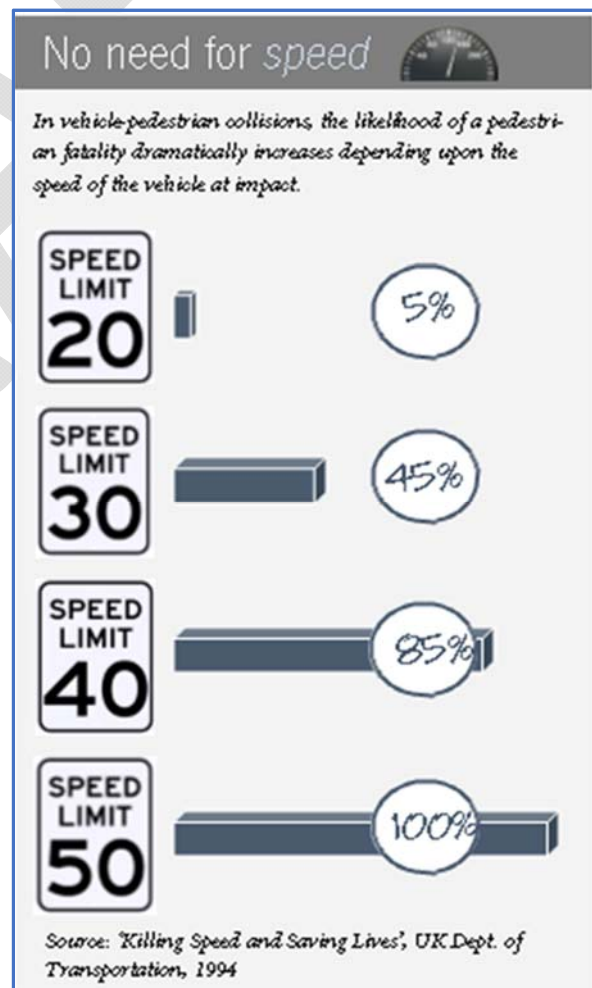 No need for speed
In vehicle-pedestrian collisions, the likelihood of a pedestri-
an fatality dramatically increases depending upon the
speed of the vehicle at impact.
SPEED
LIMIT
20
5%
SPEED
LIMIT
30
45%
SPEED
LIMIT
40
85%
SPEED
LIMIT
50
100%
Source: 'Killing Speed and Saving Lives', UK Dept. of
Transportation, 1994